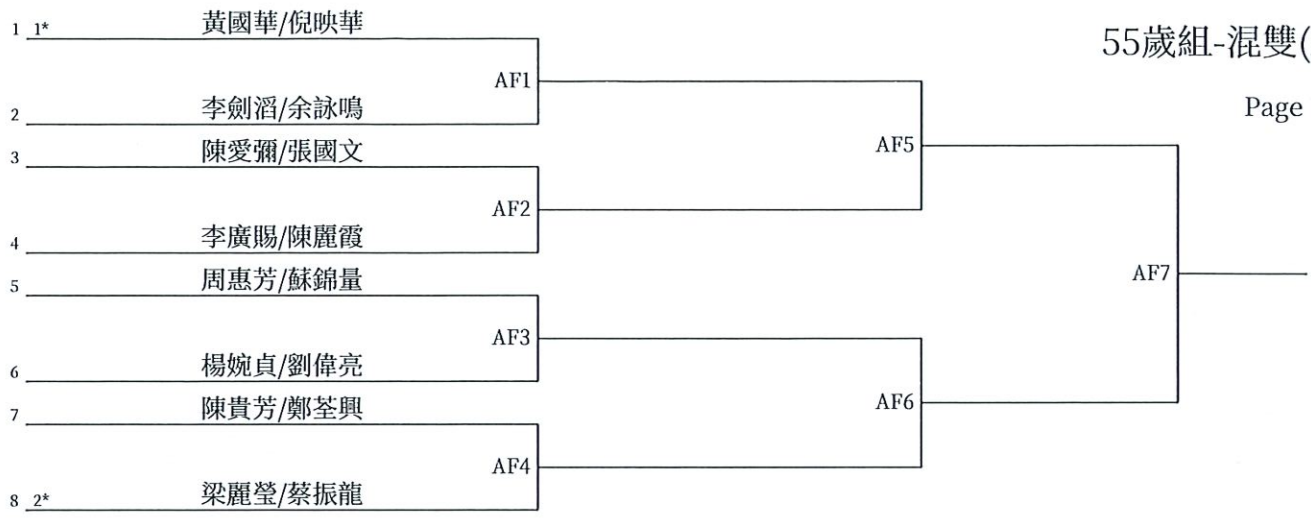 55歲組-混雙(
Page
1 1* 黃國華/倪映華
AF1
2 李劍滔/余詠鳴
AF5
3 陳愛彌/張國文
AF2
4 李廣賜/陳麗霞
AF7
5 周惠芳/蘇錦量
AF3
6 楊婉貞/劉偉亮
AF6
7 陳貴芳/鄭荃興
AF4
8 2* 梁麗瑩/蔡振龍